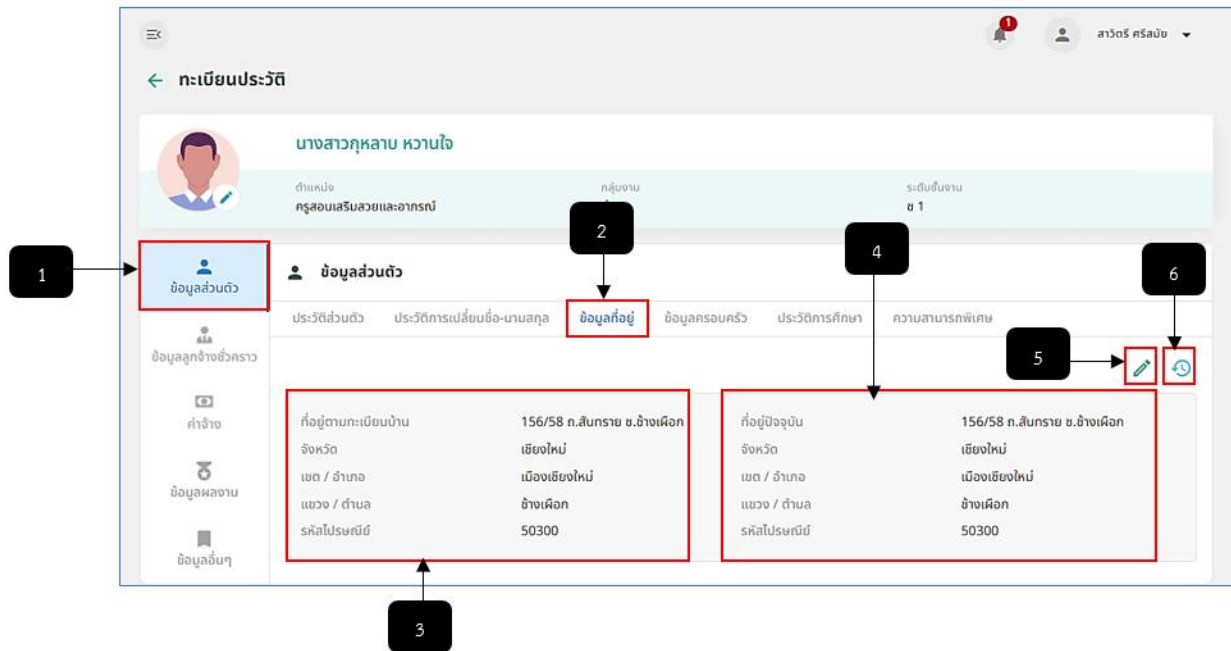 1
สาวิตรี ศรีสมัย
ทะเบียนประวัติ
นางสาวกุหลาบ หวานใจ
ตำแหน่ง กลุ่มงาน ระดับชั้นงาน
ครูสอนเสริมสวยและอาภรณ์ ข 1
2
4
1
6
ข้อมูลส่วนตัว
ข้อมูลส่วนตัว
ประวัติส่วนตัว ประวัติการเปลี่ยนชื่อ-นามสกุล ข้อมูลที่อยู่ ข้อมูลครอบครัว ประวัติการศึกษา ความสามารถพิเศษ
5
ข้อมูลลูกจ้างชั่วคราว
ค่าจ้าง
ข้อมูลผลงาน
ข้อมูลอื่นๆ
ที่อยู่ตามทะเบียนบ้าน 156/58 ถ.สันทราย ซ.ช้างเผือก
จังหวัด เชียงใหม่
เขต / อำเภอ เมืองเชียงใหม่
แขวง / ตำบล ช้างเผือก
รหัสไปรษณีย์ 50300
ที่อยู่ปัจจุบัน 156/58 ถ.สันทราย ซ.ช้างเผือก
จังหวัด เชียงใหม่
เขต / อำเภอ เมืองเชียงใหม่
แขวง / ตำบล ช้างเผือก
รหัสไปรษณีย์ 50300
3